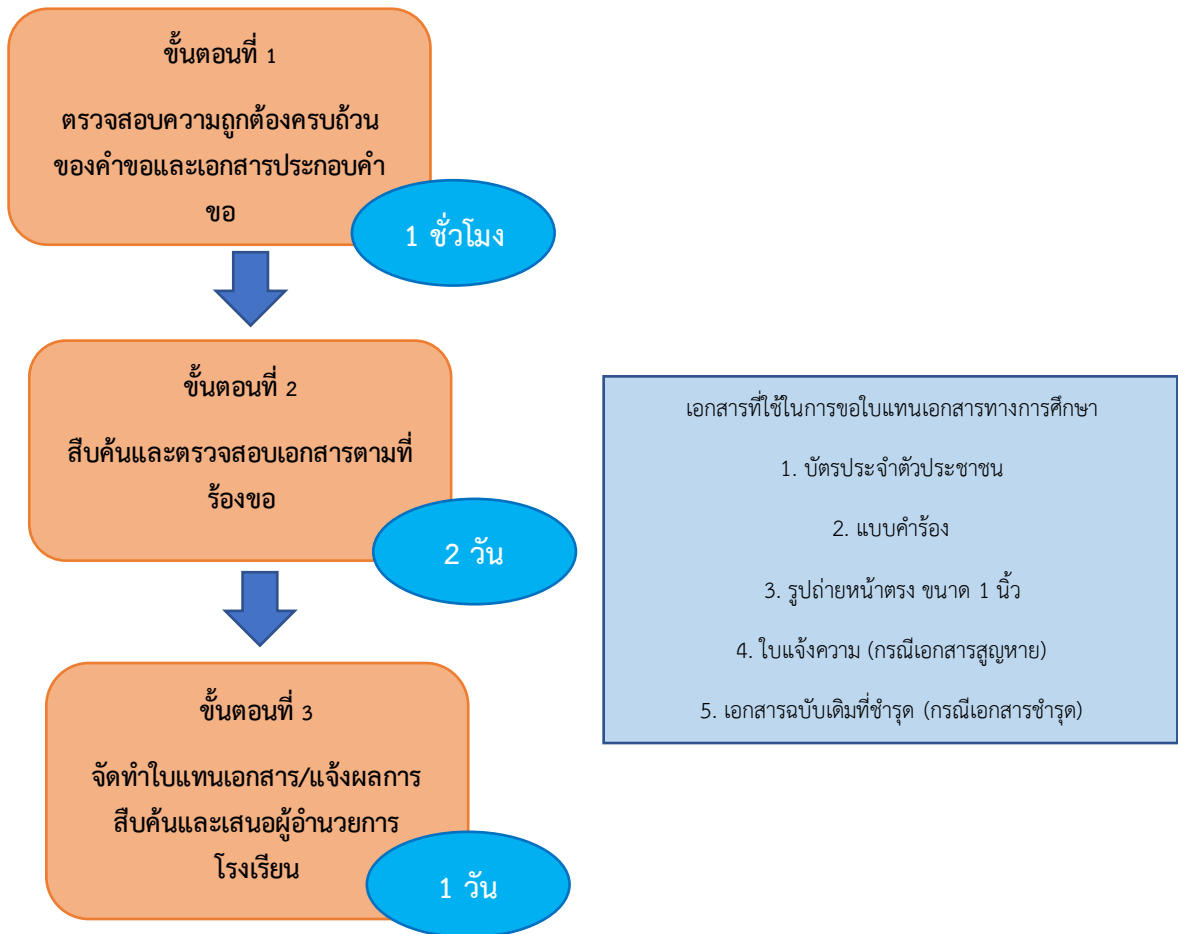 ขั้นตอนที่ 1
ตรวจสอบความถูกต้องครบถ้วน
ของคำขอและเอกสารประกอบคำ
ขอ
1 ชั่วโมง
ขั้นตอนที่ 2
สืบค้นและตรวจสอบเอกสารตามที่
ร้องขอ
2 วัน
ขั้นตอนที่ 3
จัดทำใบแทนเอกสาร/แจ้งผลการ
สืบค้นและเสนอผู้อำนวยการ
โรงเรียน
1 วัน
เอกสารที่ใช้ในการขอใบแทนเอกสารทางการศึกษา
1. บัตรประจำตัวประชาชน
2. แบบคำร้อง
3. รูปถ่ายหน้าตรง ขนาด 1 นิ้ว
4. ใบแจ้งความ (กรณีเอกสารสูญหาย)
5. เอกสารฉบับเดิมที่ชำรุด (กรณีเอกสารชำรุด)